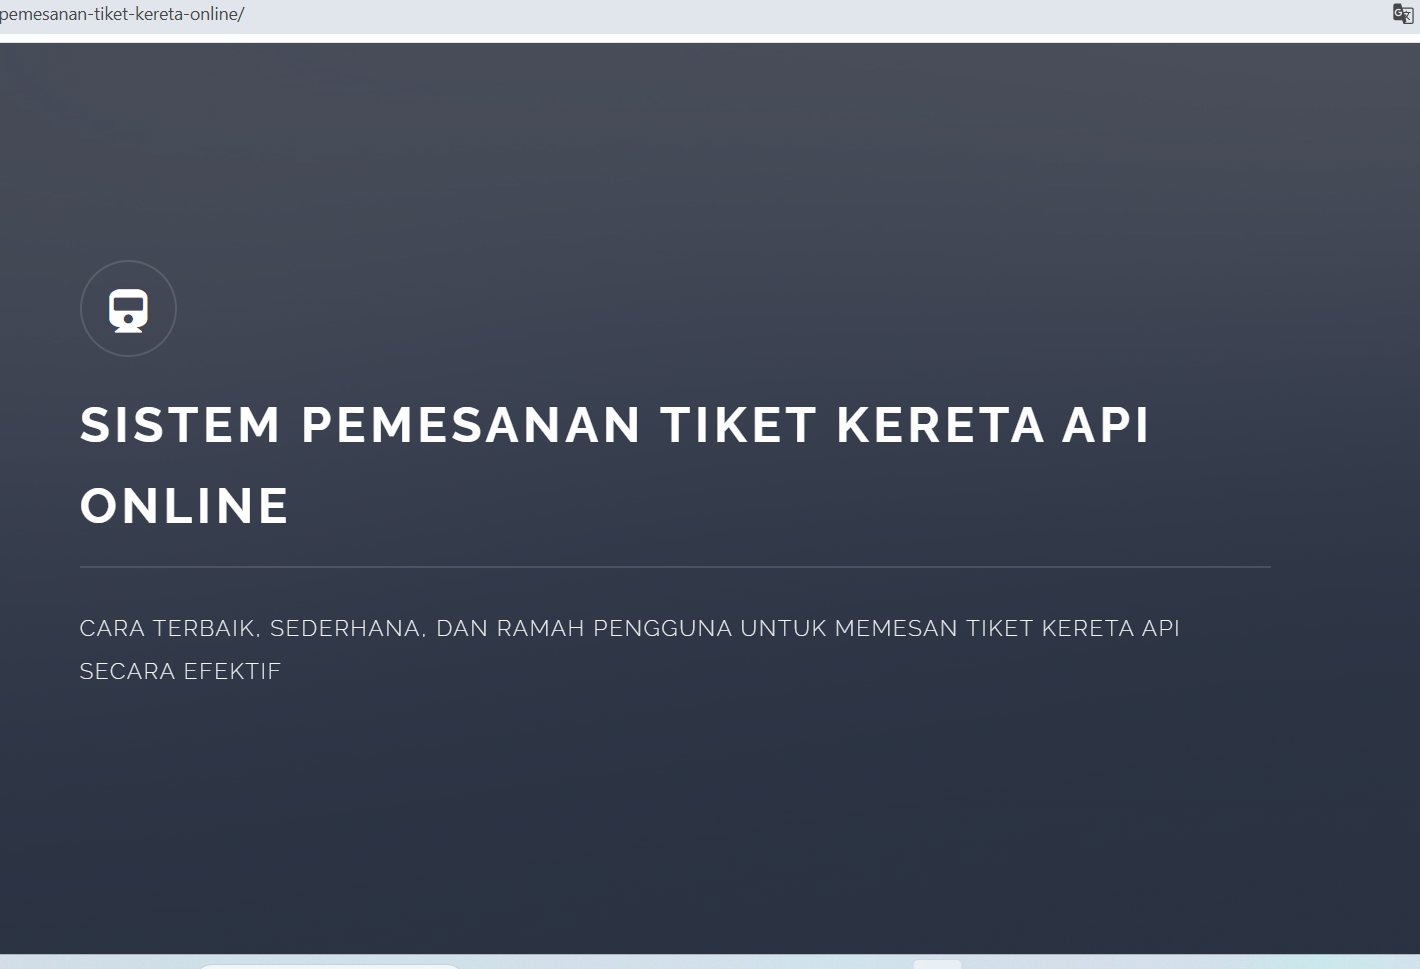 pemesanan-tiket-kereta-online/
SISTEM PEMESANAN TIKET KERETA API
ONLINE
CARA TERBAIK, SEDERHANA, DAN RAMAH PENGGUNA UNTUK MEMESAN TIKET KERETA API
SECARA EFEKTIF